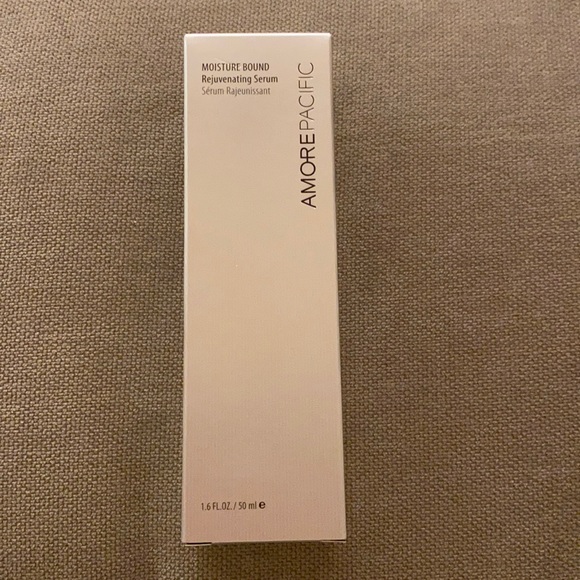 MOISTURE BOUND
Rejuvenating Serum
Sérum Rajeunissant
AMOREPACIFIC
1.6 FL.OZ. / 50 ml ℮